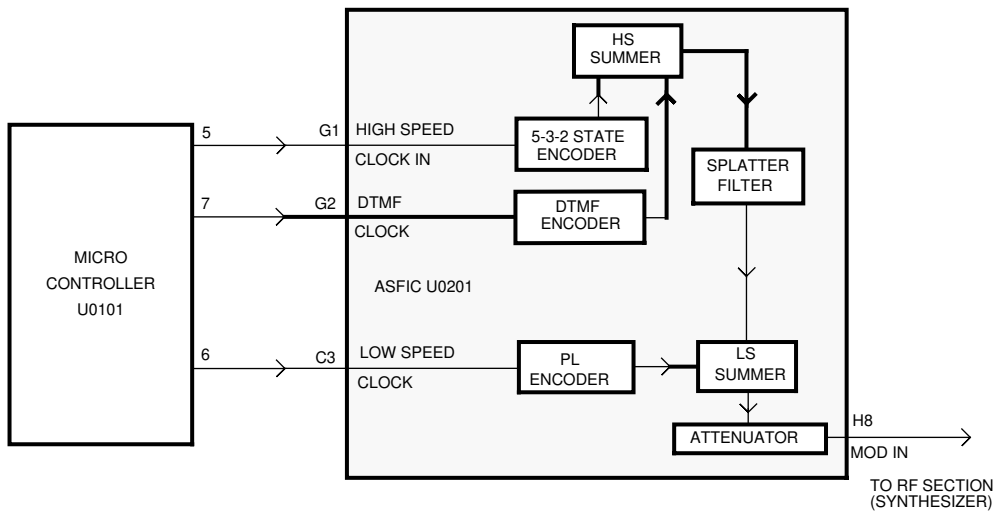 HS
SUMMER
5
G1
HIGH SPEED
CLOCK IN
5-3-2 STATE
ENCODER
SPLATTER
FILTER
7
G2
DTMF
CLOCK
DTMF
ENCODER
MICRO
CONTROLLER
U0101
ASFIC U0201
6
C3
LOW SPEED
CLOCK
PL
ENCODER
LS
SUMMER
ATTENUATOR
H8
MOD IN
TO RF SECTION
(SYNTHESIZER)